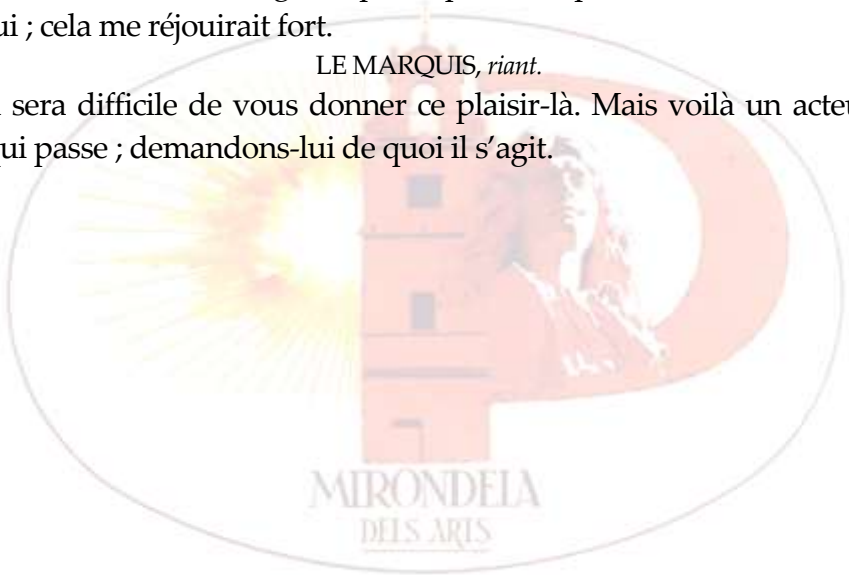 ui ; cela me réjouirait fort.
LE MARQUIS, riant.
sera difficile de vous donner ce plaisir-là. Mais voilà un acteu
ui passe ; demandons-lui de quoi il s’agit.
MIRONDELA
DELS ARTS